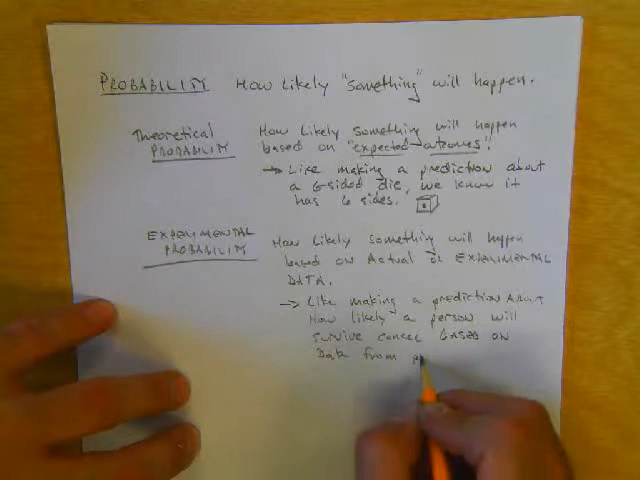 PROBABILITY How Likely "something" will happen.
Theoretical PROBABILITY
How Likely something will happen
based on "expected outcomes".
→ Like making a prediction about
a 6-sided die, we know it
has 6 sides.
EXPERIMENTAL PROBABILITY
How Likely something will happen
based on Actual or EXPERIMENTAL
DATA.
→ Like making a prediction About
How likely a person will
survive cancer BASED ON
Data from p